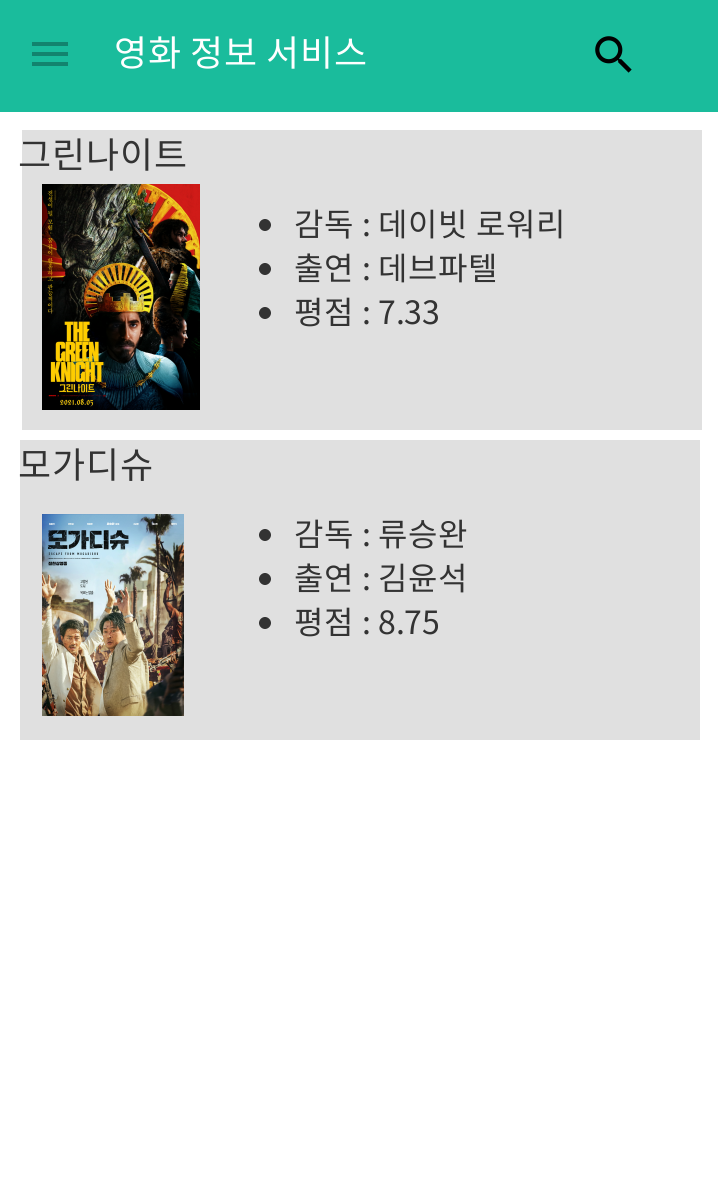 영화 정보 서비스
그린나이트
감독 : 데이빗 로워리
출연 : 데브파텔
평점 : 7.33
THE
GREEN
KNIGHT
그린나이트
2021.08.05
모가디슈
감독 : 류승완
출연 : 김윤석
평점 : 8.75
모가디슈
ESCAPE FROM MOGADISHU